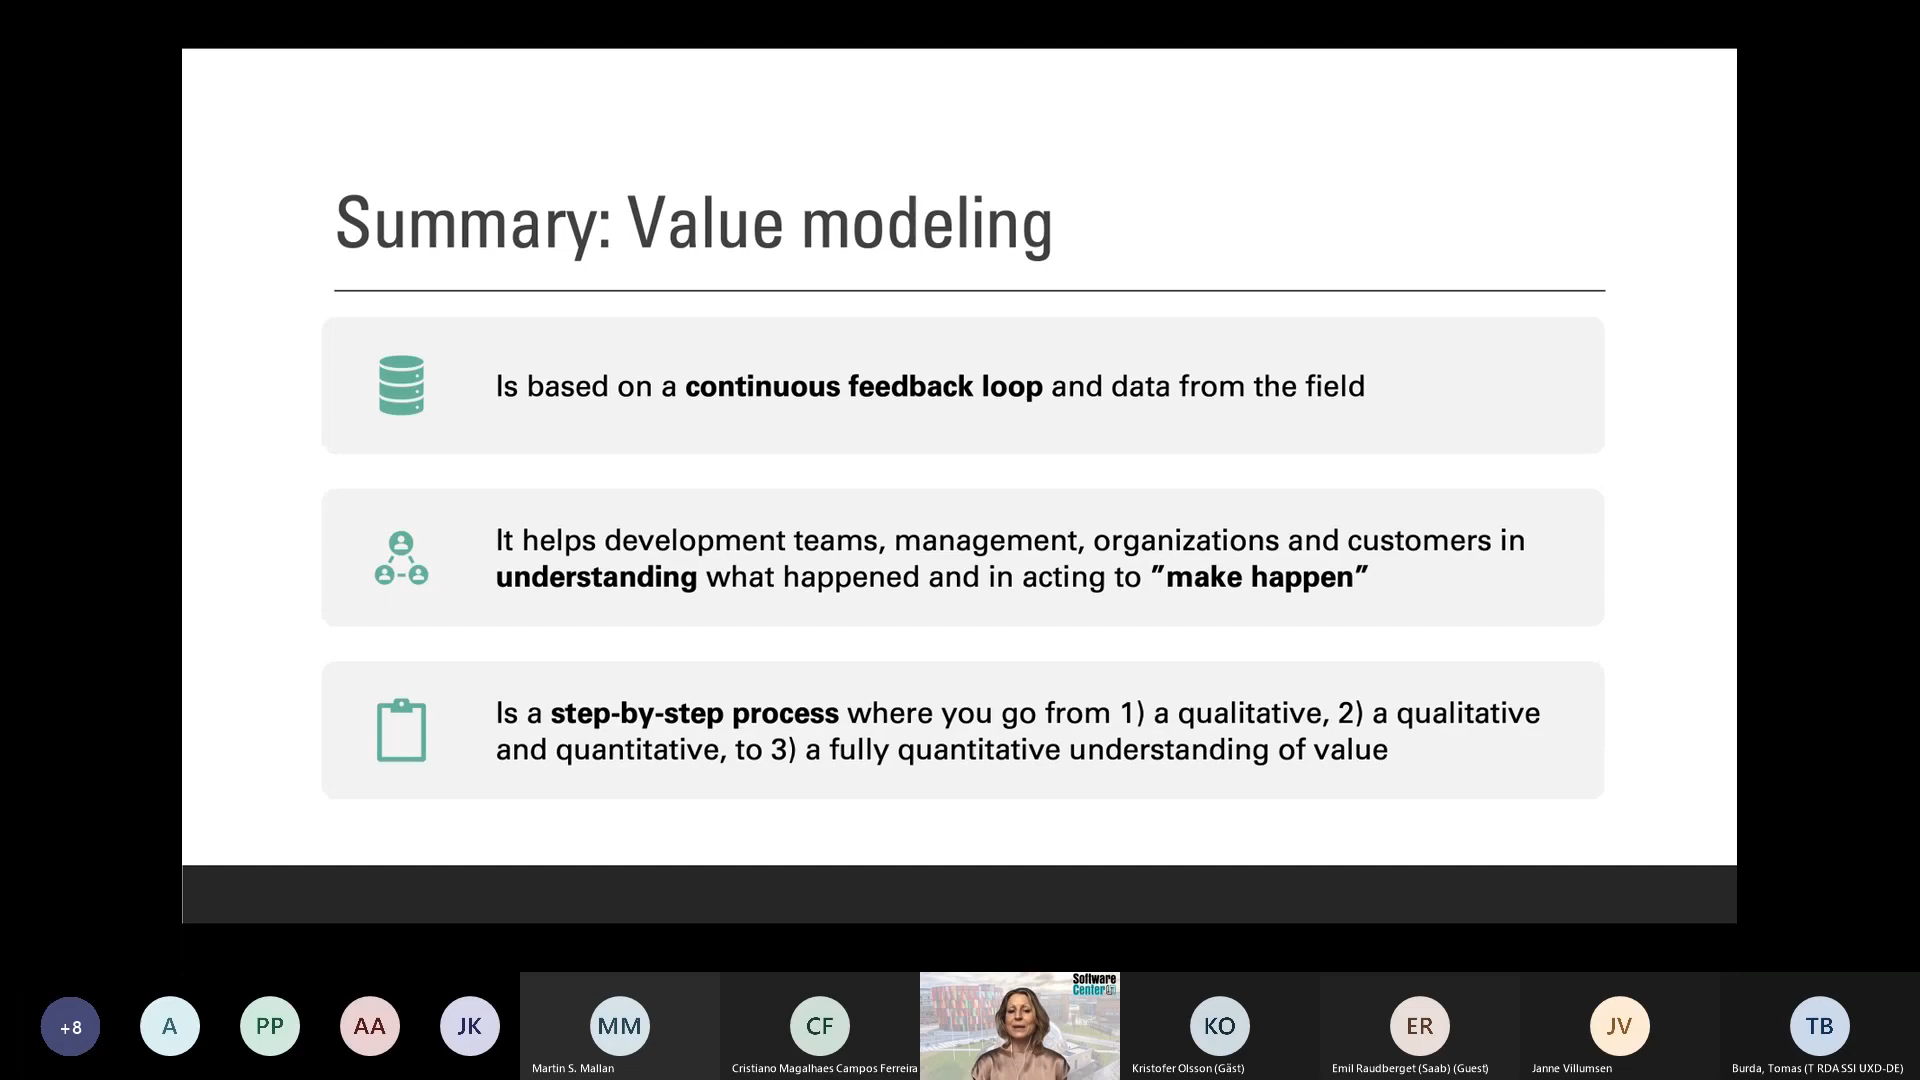 Summary: Value modeling
Is based on a continuous feedback loop and data from the field
It helps development teams, management, organizations and customers in
understanding what happened and in acting to ”make happen”
Is a step-by-step process where you go from 1) a qualitative, 2) a qualitative
and quantitative, to 3) a fully quantitative understanding of value
Software
Center
+8
A
PP
AA
JK
MM
CF
KO
ER
JV
TB
Martin S. Mallan
Cristiano Magalhaes Campos Ferreira
Kristofer Olsson (Gäst)
Emil Raudberget (Saab) (Guest)
Janne Villumsen
Burda, Tomas (T RDA SSI UXD-DE)